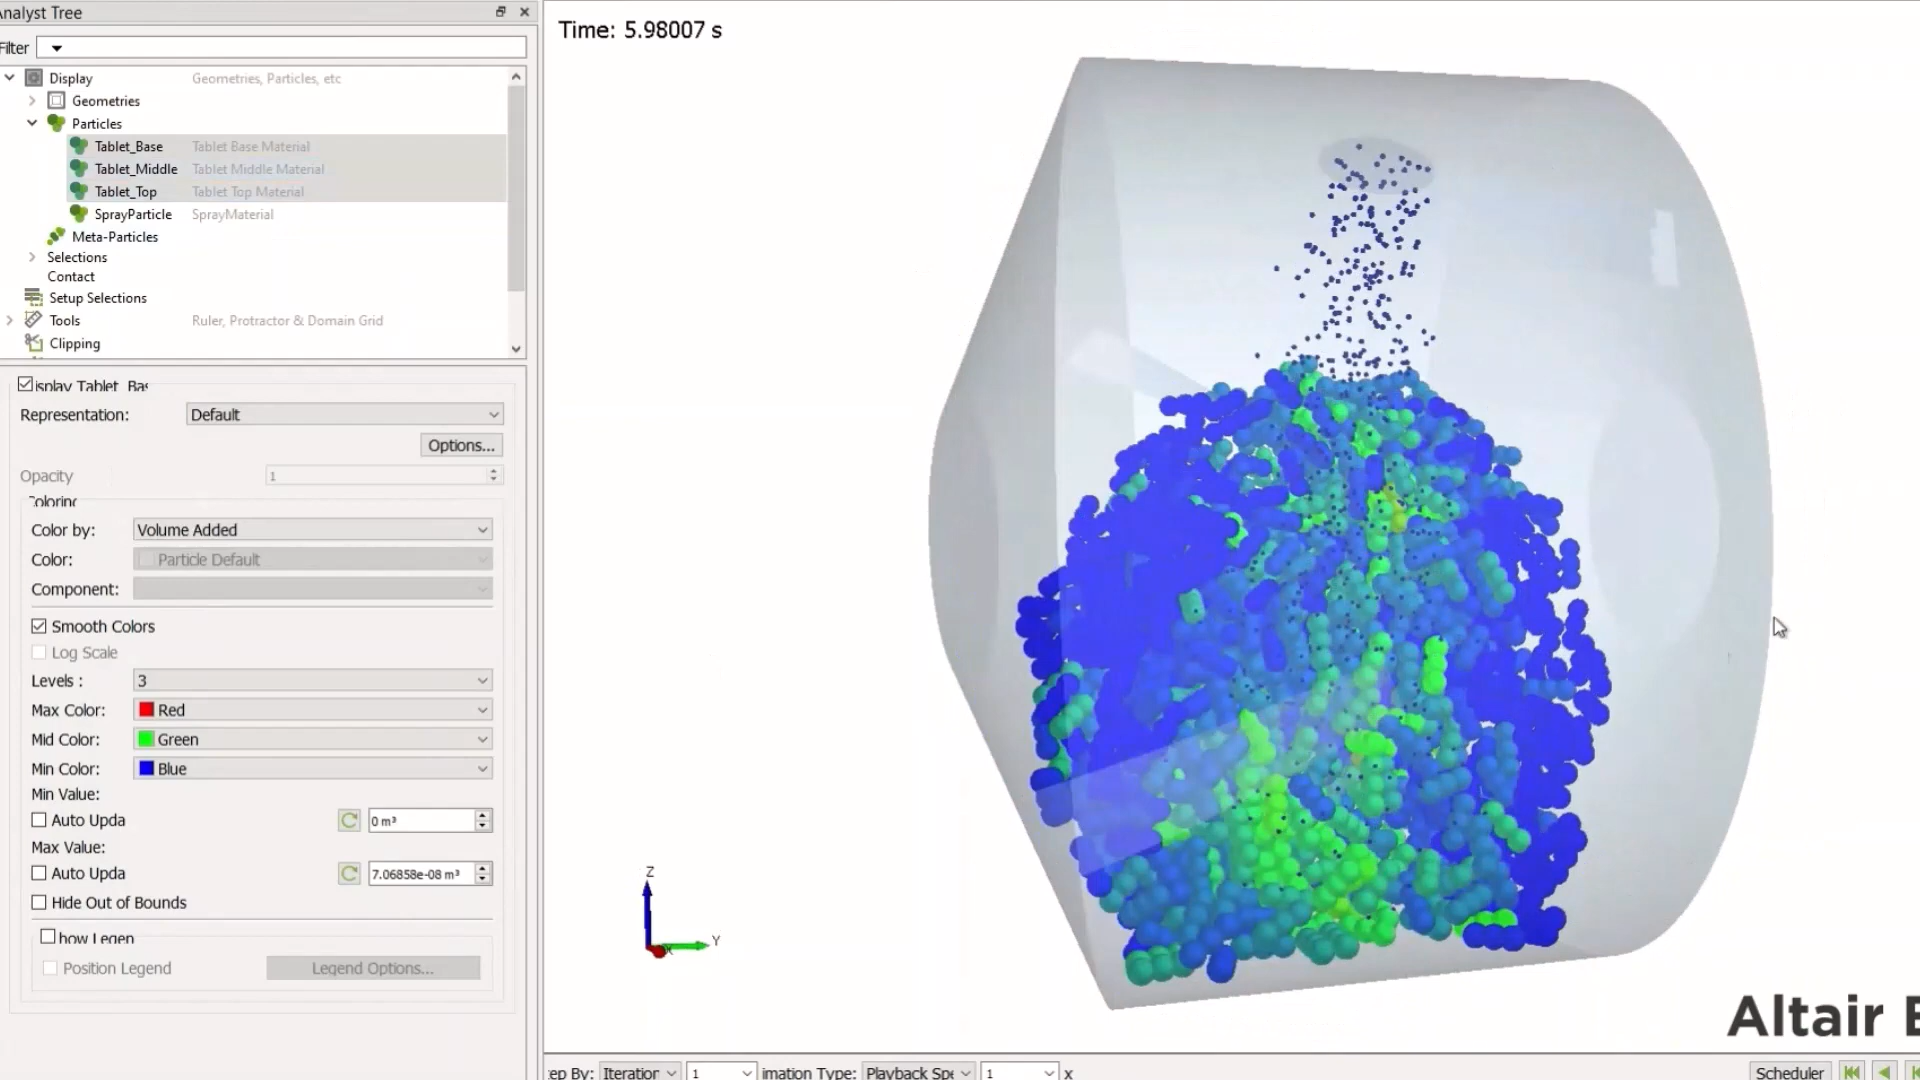 Analyst Tree
Filter
Display Geometries, Particles, etc
Geometries
Particles
Tablet_Base Tablet Base Material
Tablet_Middle Tablet Middle Material
Tablet_Top Tablet Top Material
SprayParticle SprayMaterial
Meta-Particles
Selections
Contact
Setup Selections
Tools Ruler, Protractor & Domain Grid
Clipping
Display Tablet_Bas
Representation: Default
Options...
Opacity 1
Coloring
Color by: Volume Added
Color: Particle Default
Component:
Smooth Colors
Log Scale
Levels : 3
Max Color: Red
Mid Color: Green
Min Color: Blue
Min Value:
Auto Upda 0 m³
Max Value:
Auto Upda 7.06858e-08 m³
Hide Out of Bounds
how Legen
Position Legend Legend Options...
Time: 5.98007 s
Z
Y
X
Altair E
ep By: Iteration 1 imation Type: Playback Spe 1 x Scheduler